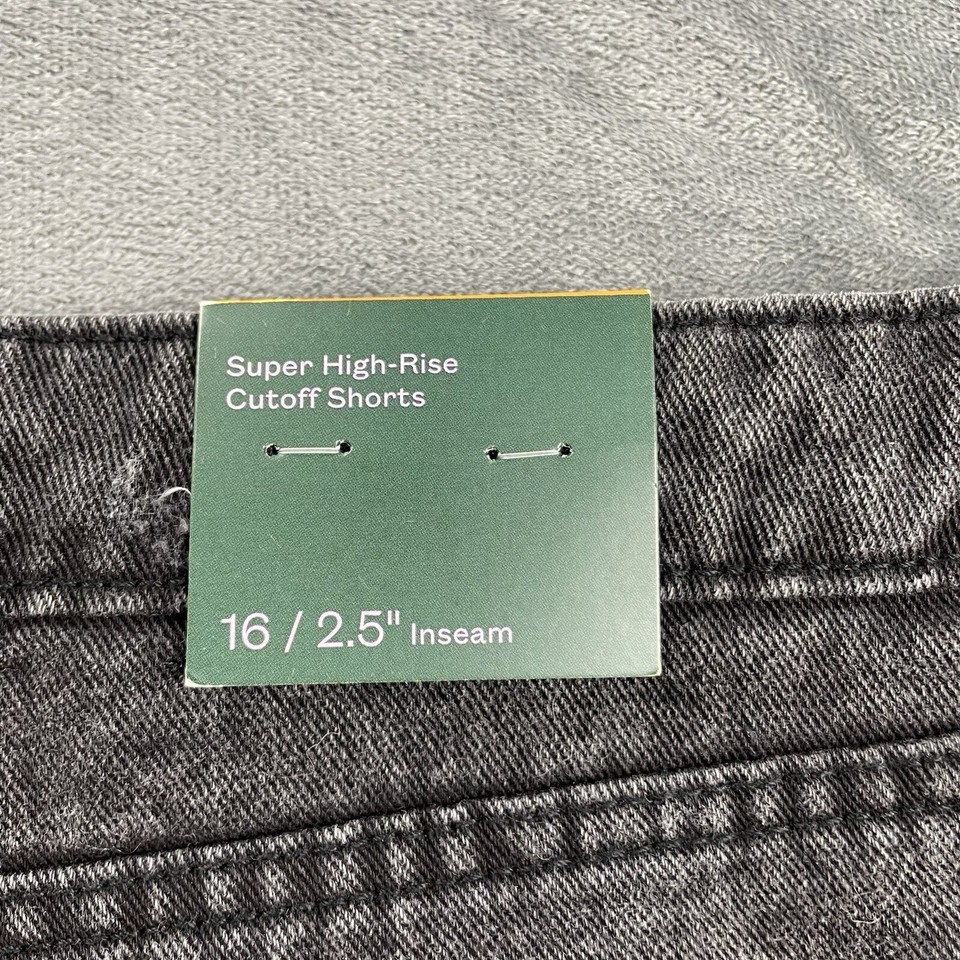 Super High-Rise
Cutoff Shorts
16 / 2.5" Inseam